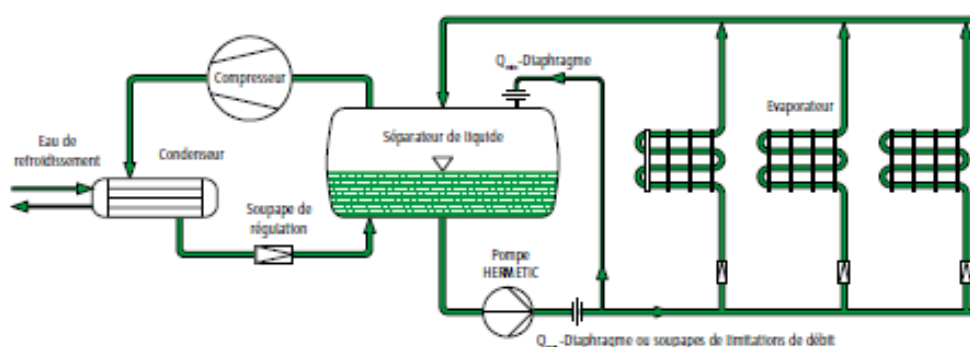 Compresseur
Eau de
refroidissement
Condenseur
Soupape de
régulation
Séparateur de liquide
-Diaphragme
Evaporateur
Pompe
HERMETIC
-Diaphragme ou soupapes de limitations de débit